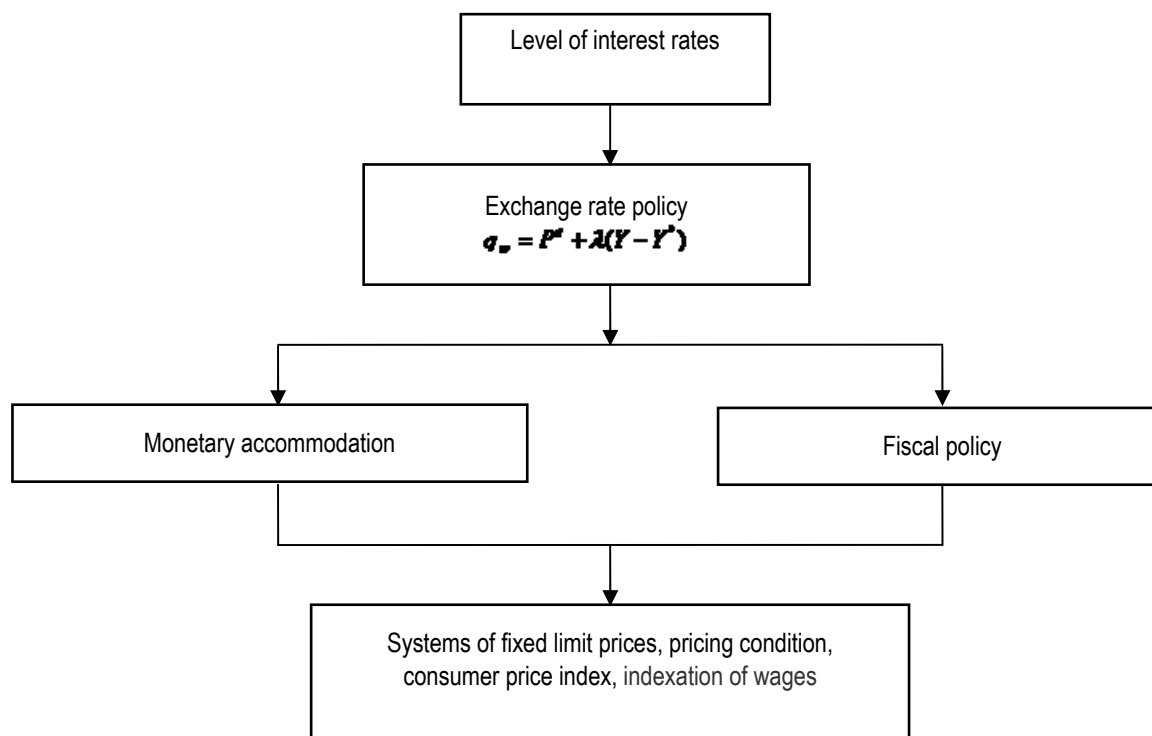 Level of interest rates
Exchange rate policy
= + λ(Y − Y )
Monetary accommodation
Fiscal policy
Systems of fixed limit prices, pricing condition,
consumer price index, indexation of wages